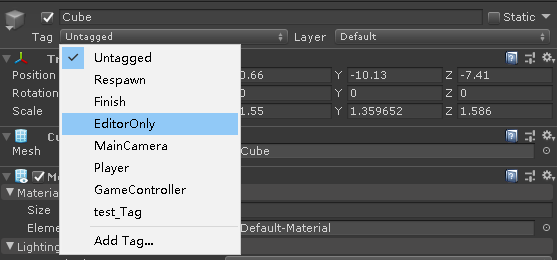 Cube Static
Tag Untagged Layer Default
Untagged
Respawn
Finish
EditorOnly
MainCamera
Player
GameController
test_Tag
Add Tag...
Tr
Position 0.66 Y -10.13 Z -7.41
Rotation Y 0 Z 0
Scale 1.55 Y 1.359652 Z 1.586
Cu
Mesh Cube
Me
Material
Size
Eleme Default-Material
Lighting